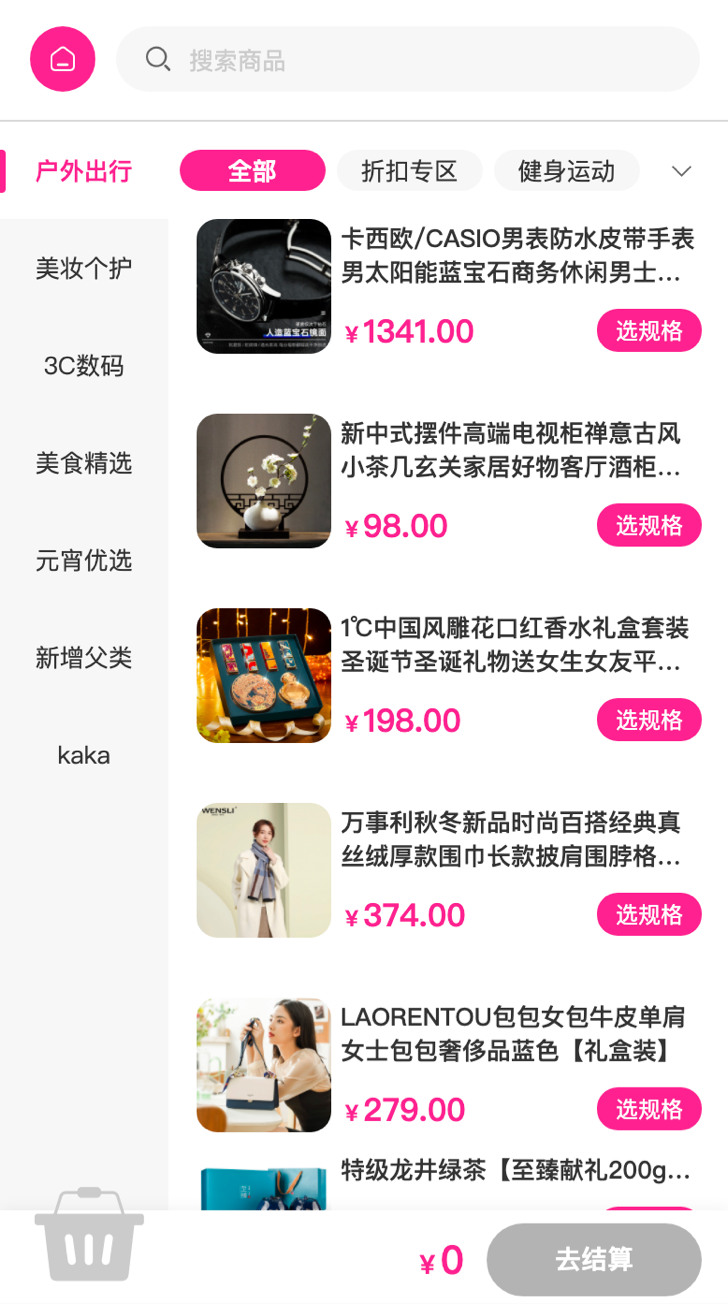 搜索商品
户外出行
全部
折扣专区
健身运动
美妆个护
3C数码
美食精选
元宵优选
新增父类
kaka
人造蓝宝石镜面
卡西欧/CASIO男表防水皮带手表
男太阳能蓝宝石商务休闲男士...
¥1341.00
选规格
新中式摆件高端电视柜禅意古风
小茶几玄关家居好物客厅酒柜...
¥98.00
选规格
1℃中国风雕花口红香水礼盒套装
圣诞节圣诞礼物送女生女友平...
¥198.00
选规格
WENSLI
万事利秋冬新品时尚百搭经典真
丝绒厚款围巾长款披肩围脖格...
¥374.00
选规格
LAORENTOU包包女包牛皮单肩
女士包包奢侈品蓝色【礼盒装】
¥279.00
选规格
特级龙井绿茶【至臻献礼200g...
¥0
去结算